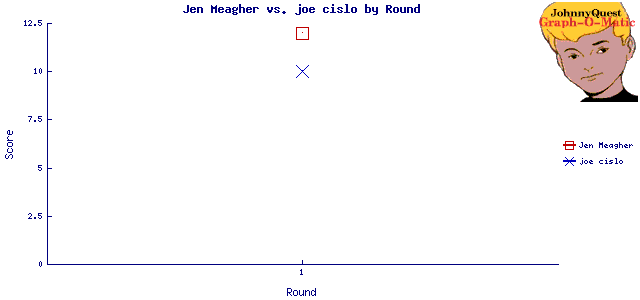 Jen Meagher vs. joe cislo by Round
JohnnyQuest
Graph-O-Matic
12.5
10
7.5
5
2.5
0
Score
1
Round
Jen Meagher
joe cislo